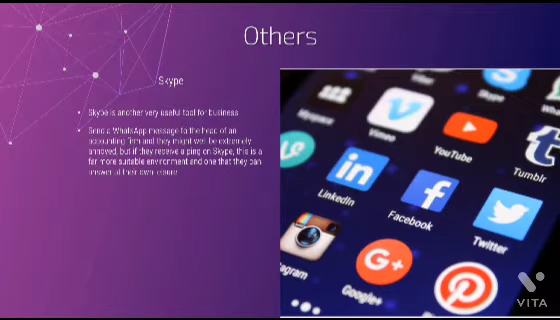 Others
Skype
Skype is another very useful tool for business
Send a WhatsApp message to the head of an
accounting firm and they might well be extremely
annoyed, but if they receive a ping on Skype, this is a
far more suitable environment and one that they can
answer at their own leisure
Skype
Myspace
Vimeo
YouTube
Tumblr
LinkedIn
Facebook
Twitter
agram
Google+
VITA